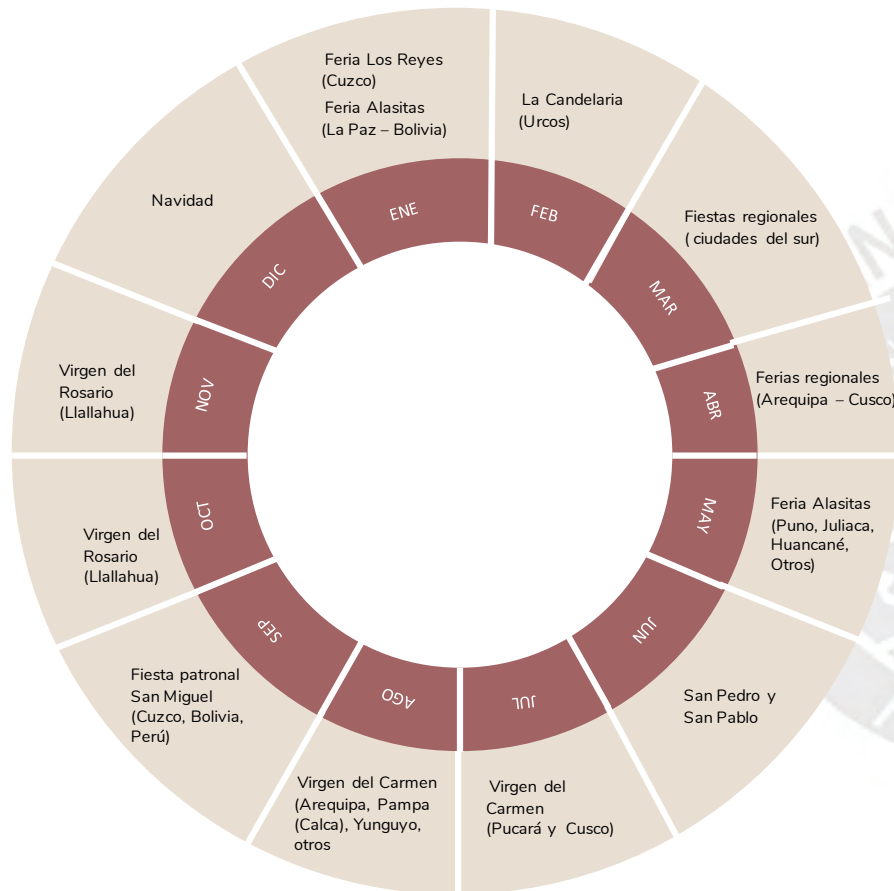 ENE
Feria Los Reyes
(Cuzco)
Feria Alasitas
(La Paz – Bolivia)
FEB
La Candelaria
(Urcos)
MAR
Fiestas regionales
( ciudades del sur)
ABR
Ferias regionales
(Arequipa – Cusco)
MAY
Feria Alasitas
(Puno, Juliaca,
Huancané,
Otros)
JUN
San Pedro y
San Pablo
JUL
Virgen del
Carmen
(Pucará y Cusco)
AGO
Virgen del Carmen
(Arequipa, Pampa
(Calca), Yunguyo,
otros
SEP
Fiesta patronal
San Miguel
(Cuzco, Bolivia,
Perú)
OCT
Virgen del
Rosario
(Llallahua)
NOV
Virgen del
Rosario
(Llallahua)
DIC
Navidad